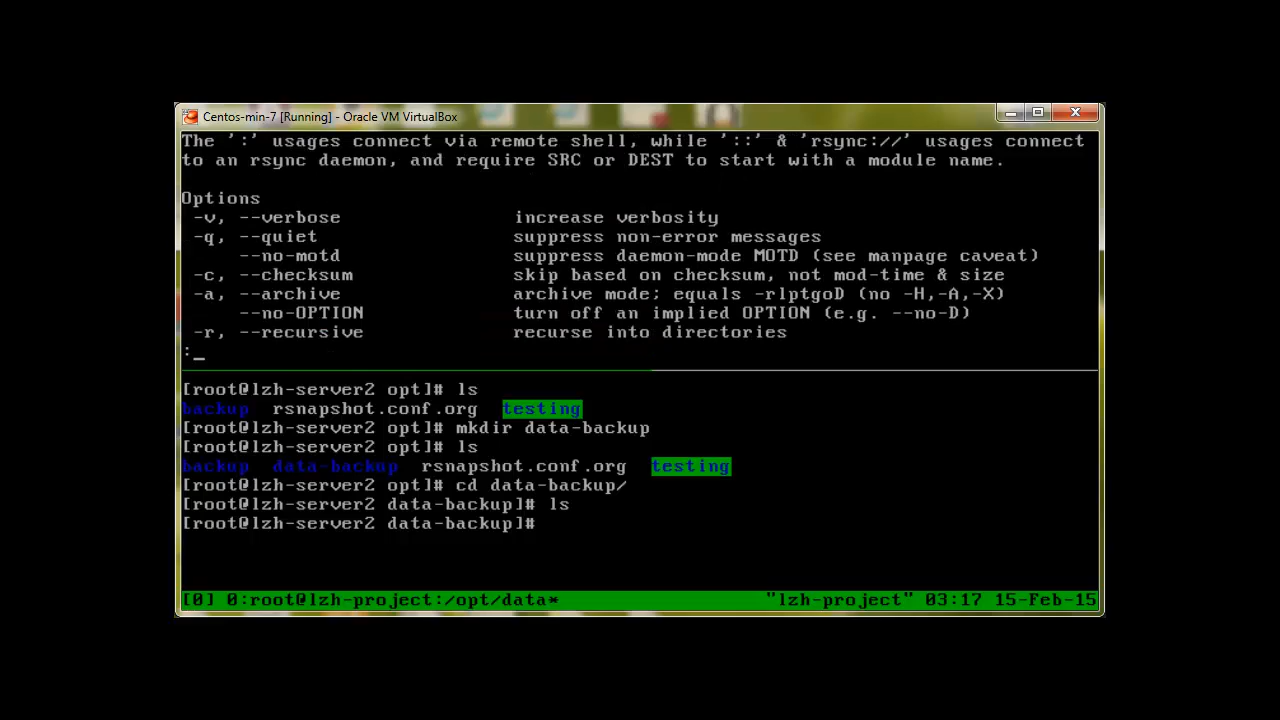 Centos-min-7 [Running] - Oracle VM VirtualBox
The ':' usages connect via remote shell, while '::' & 'rsync://' usages connect
to an rsync daemon, and require SRC or DEST to start with a module name.
Options
-v, --verbose increase verbosity
-q, --quiet suppress non-error messages
--no-motd suppress daemon-mode MOTD (see manpage caveat)
-c, --checksum skip based on checksum, not mod-time & size
-a, --archive archive mode; equals -rlptgoD (no -H,-A,-X)
--no-OPTION turn off an implied OPTION (e.g. --no-D)
-r, --recursive recurse into directories
:_
[root@lzh-server2 opt]# ls
backup rsnapshot.conf.org testing
[root@lzh-server2 opt]# mkdir data-backup
[root@lzh-server2 opt]# ls
backup data-backup rsnapshot.conf.org testing
[root@lzh-server2 opt]# cd data-backup/
[root@lzh-server2 data-backup]# ls
[root@lzh-server2 data-backup]#
[0] 0:root@lzh-project:/opt/data* "lzh-project" 03:17 15-Feb-15